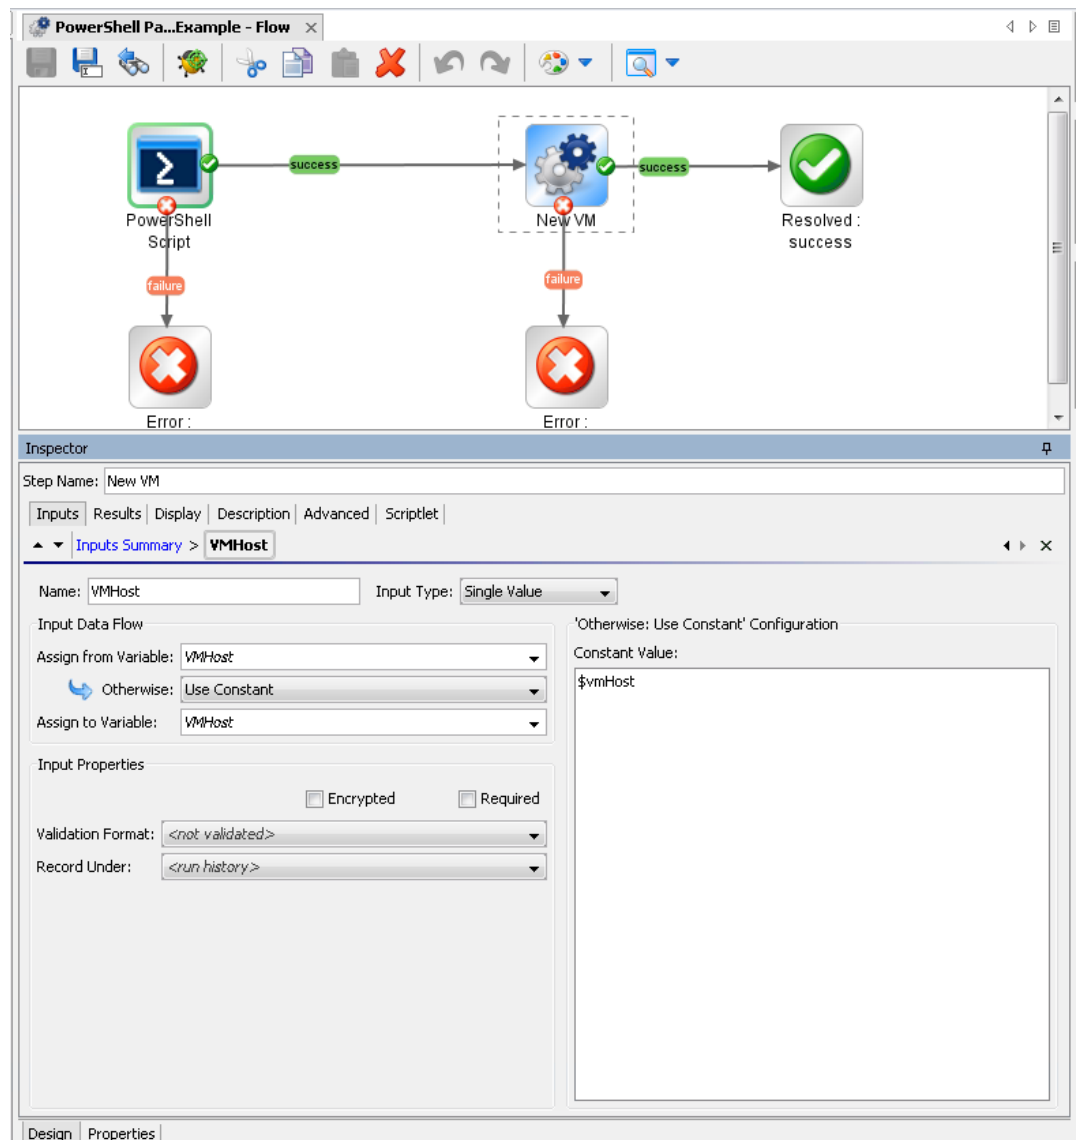 PowerShell Pa...Example - Flow
success
success
PowerShell
Script
New VM
Resolved :
success
failure
failure
Error :
Error :
Inspector
Step Name: New VM
Inputs Results Display Description Advanced Scriptlet
Inputs Summary > VMHost
Name: VMHost Input Type: Single Value
Input Data Flow
Assign from Variable: VMHost
Otherwise: Use Constant
Assign to Variable: VMHost
Input Properties
Encrypted Required
Validation Format: <not validated>
Record Under: <run history>
'Otherwise: Use Constant' Configuration
Constant Value:
$vmHost
Design Properties